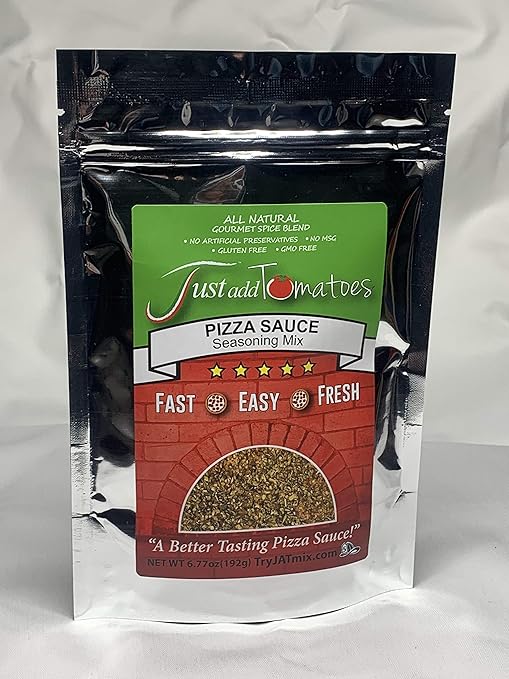 ALL NATURAL
GOURMET SPICE BLEND
• NO ARTIFICIAL PRESERVATIVES • NO MSG
• GLUTEN FREE • GMO FREE
Just add Tomatoes
PIZZA SAUCE
Seasoning Mix
FAST EASY FRESH
“A Better Tasting Pizza Sauce!”
NET WT 6.77oz(192g) TryJATmix.com